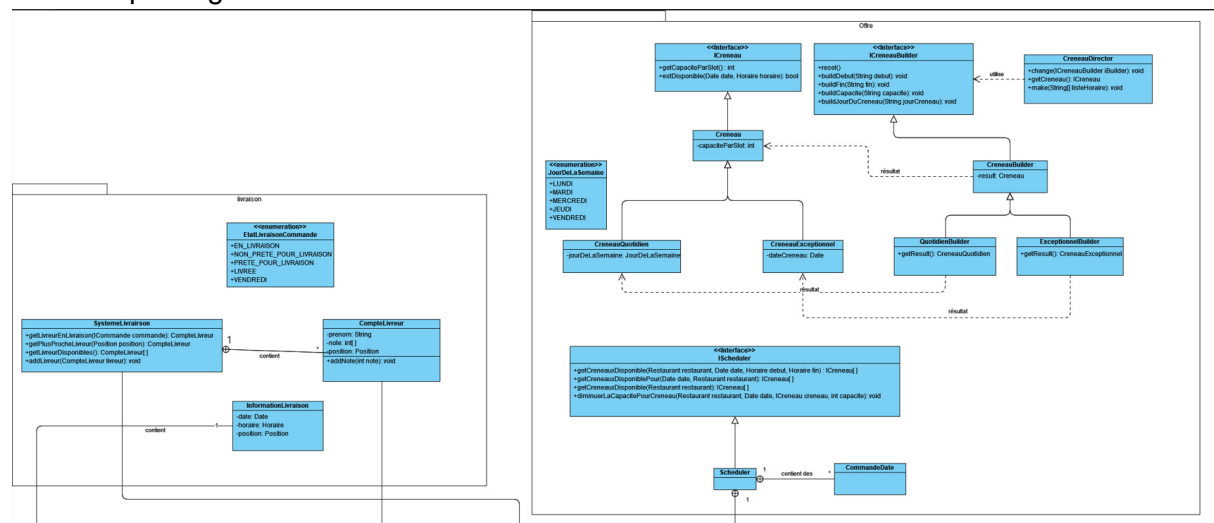 livraison
<<enumeration>>
EtatLivraisonCommande
+EN_LIVRAISON
+NON_PRETE_POUR_LIVRAISON
+PRETE_POUR_LIVRAISON
+LIVREE
+VENDREDI
SystemeLivrairson
+getLivreurEnLivraison(ICommande commande): CompteLivreur
+getPlusProcheLivreur(Position position): CompteLivreur
+getLivreurDisponibles(): CompteLivreur[]
+addLivreur(CompteLivreur livreur): void
1
contient
*
CompteLivreur
-prenom: String
-note: int[]
-position: Position
+addNote(int note): void
InformationLivraison
-date: Date
-horaire: Horaire
-position: Position
contient
1
Offre
<<Interface>>
ICreneau
+getCapaciteParSlot() : int
+estDisponible(Date date, Horaire horaire): bool
<<Interface>>
ICreneauBuilder
+reset()
+buildDebut(String debut): void
+buildFin(String fin): void
+buildCapacite(String capacite): void
+buildJourDuCreneau(String jourCreneau): void
utilise
CreneauDirector
+change(ICreneauBuilder iBuilder): void
+getCreneau(): ICreneau
+make(String[] listeHoraire): void
Creneau
-capaciteParSlot: int
résultat
CreneauBuilder
-result: Creneau
<<enumeration>>
JourDeLaSemaine
+LUNDI
+MARDI
+MERCREDI
+JEUDI
+VENDREDI
CreneauQuotidien
-jourDeLaSemaine: JourDeLaSemaine
CreneauExceptionnel
-dateCreneau: Date
QuotidienBuilder
+getResult(): CreneauQuotidien
ExceptionnelBuilder
+getResult(): CreneauExceptionnel
résultat
résultat
<<Interface>>
IScheduler
+getCreneauxDisponible(Restaurant restaurant, Date date, Horaire debut, Horaire fin) : ICreneau[]
+getCreneauxDisponiblePour(Date date, Restaurant restaurant): ICreneau[]
+getCreneauxDisponible(Restaurant restaurant): ICreneau[]
+diminuerLaCapacitePourCreneau(Restaurant restaurant, Date date, ICreneau creneau, int capacite): void
Scheduler
1
contient des
*
CommandeDate
1